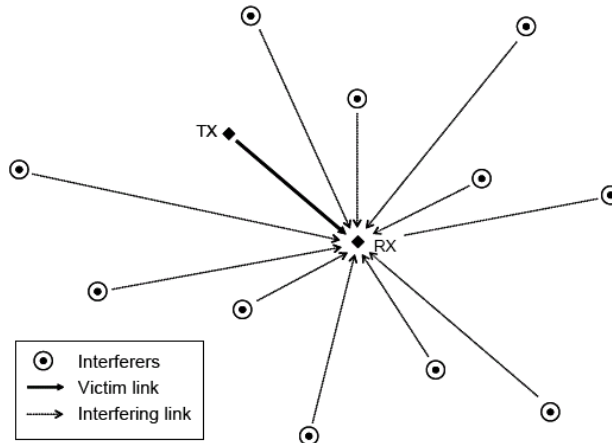 TX
RX
Interferers
Victim link
Interfering link